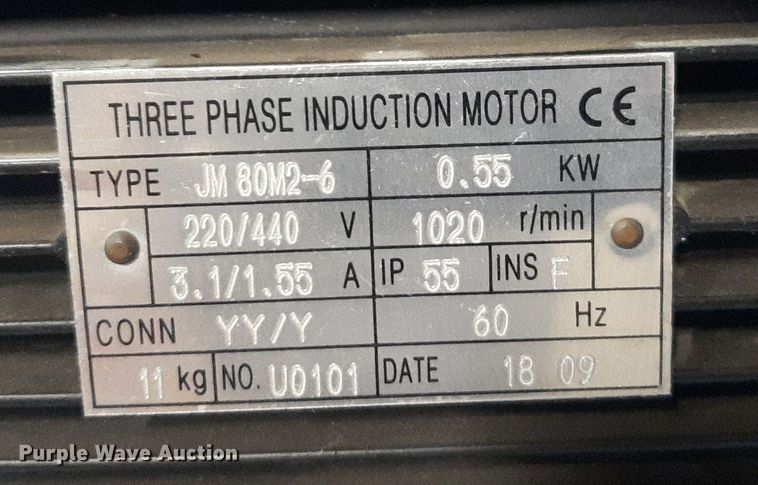 THREE PHASE INDUCTION MOTOR CE
TYPE JM 80M2-6 0.55 KW
220/440 V 1020 r/min
3.1/1.55 A IP 55 INS F
CONN YY/Y 60 Hz
11 kg NO. U0101 DATE 18 09
Purple Wave Auction